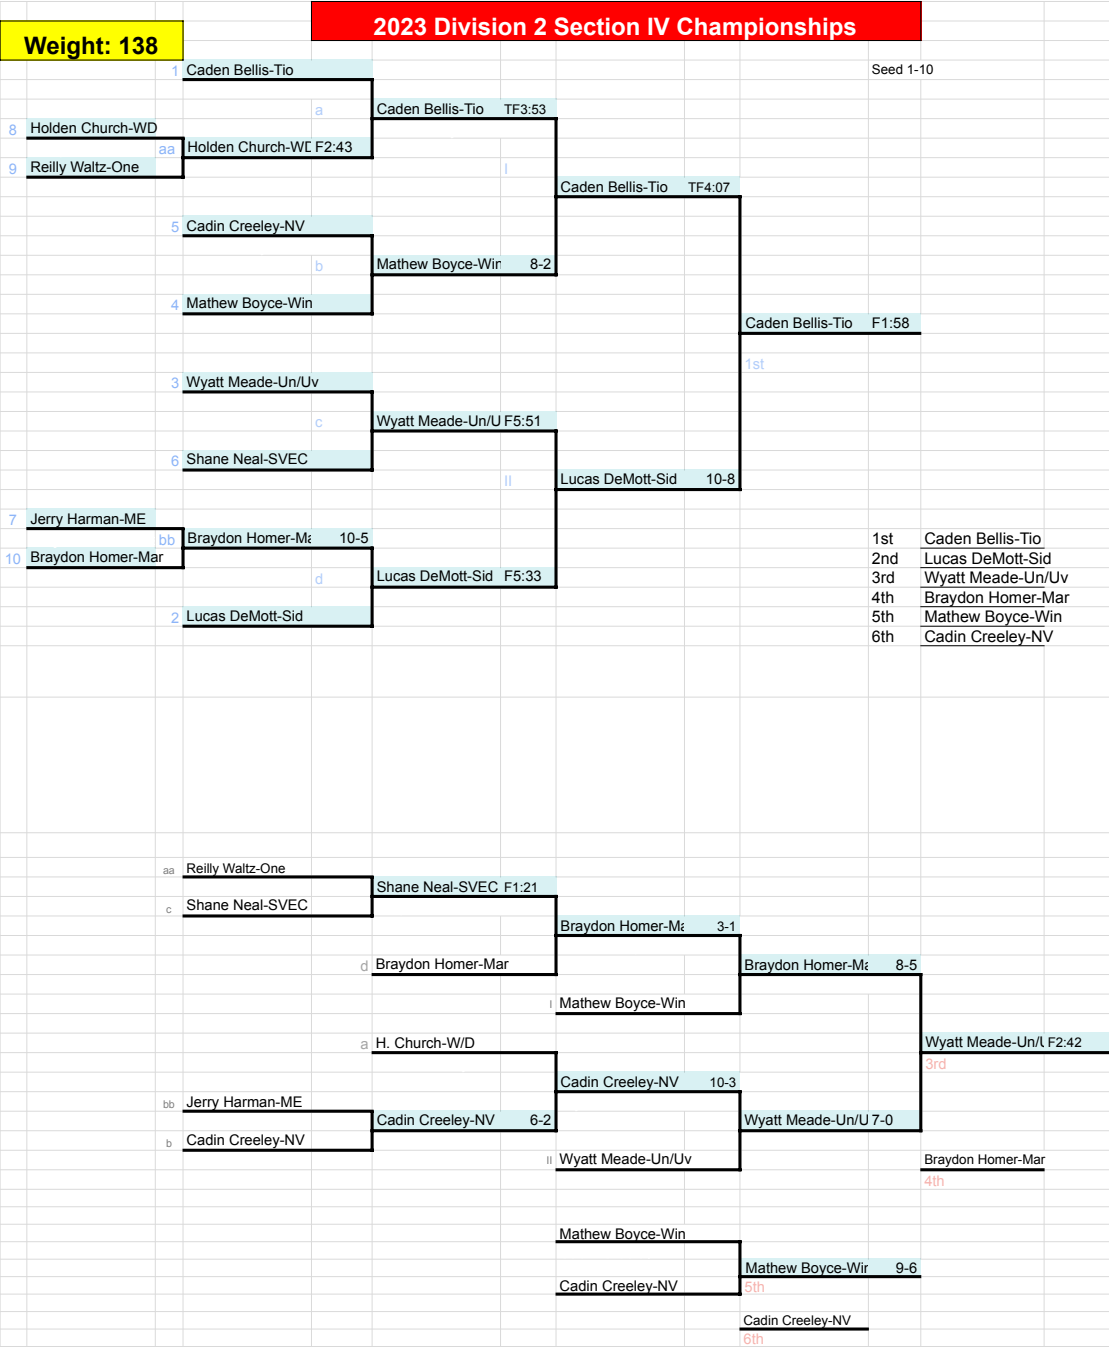 2023 Division 2 Section IV Championships
Weight: 138
Seed 1-10
1 Caden Bellis-Tio
a Caden Bellis-Tio TF3:53
8 Holden Church-WD
aa Holden Church-WD F2:43
9 Reilly Waltz-One
I
Caden Bellis-Tio TF4:07
5 Cadin Creeley-NV
b Mathew Boyce-Win 8-2
4 Mathew Boyce-Win
Caden Bellis-Tio F1:58
1st
3 Wyatt Meade-Un/Uv
c Wyatt Meade-Un/U F5:51
6 Shane Neal-SVEC
II Lucas DeMott-Sid 10-8
7 Jerry Harman-ME
bb Braydon Homer-Ma 10-5
10 Braydon Homer-Mar
d Lucas DeMott-Sid F5:33
2 Lucas DeMott-Sid
1st Caden Bellis-Tio
2nd Lucas DeMott-Sid
3rd Wyatt Meade-Un/Uv
4th Braydon Homer-Mar
5th Mathew Boyce-Win
6th Cadin Creeley-NV
aa Reilly Waltz-One
Shane Neal-SVEC F1:21
c Shane Neal-SVEC
Braydon Homer-Ma 3-1
d Braydon Homer-Mar
Braydon Homer-Ma 8-5
I Mathew Boyce-Win
a H. Church-W/D
Wyatt Meade-Un/U F2:42
3rd
Cadin Creeley-NV 10-3
bb Jerry Harman-ME
Cadin Creeley-NV 6-2
Wyatt Meade-Un/U 7-0
b Cadin Creeley-NV
II Wyatt Meade-Un/Uv
Braydon Homer-Mar
4th
Mathew Boyce-Win
Mathew Boyce-Win 9-6
Cadin Creeley-NV
5th
Cadin Creeley-NV
6th